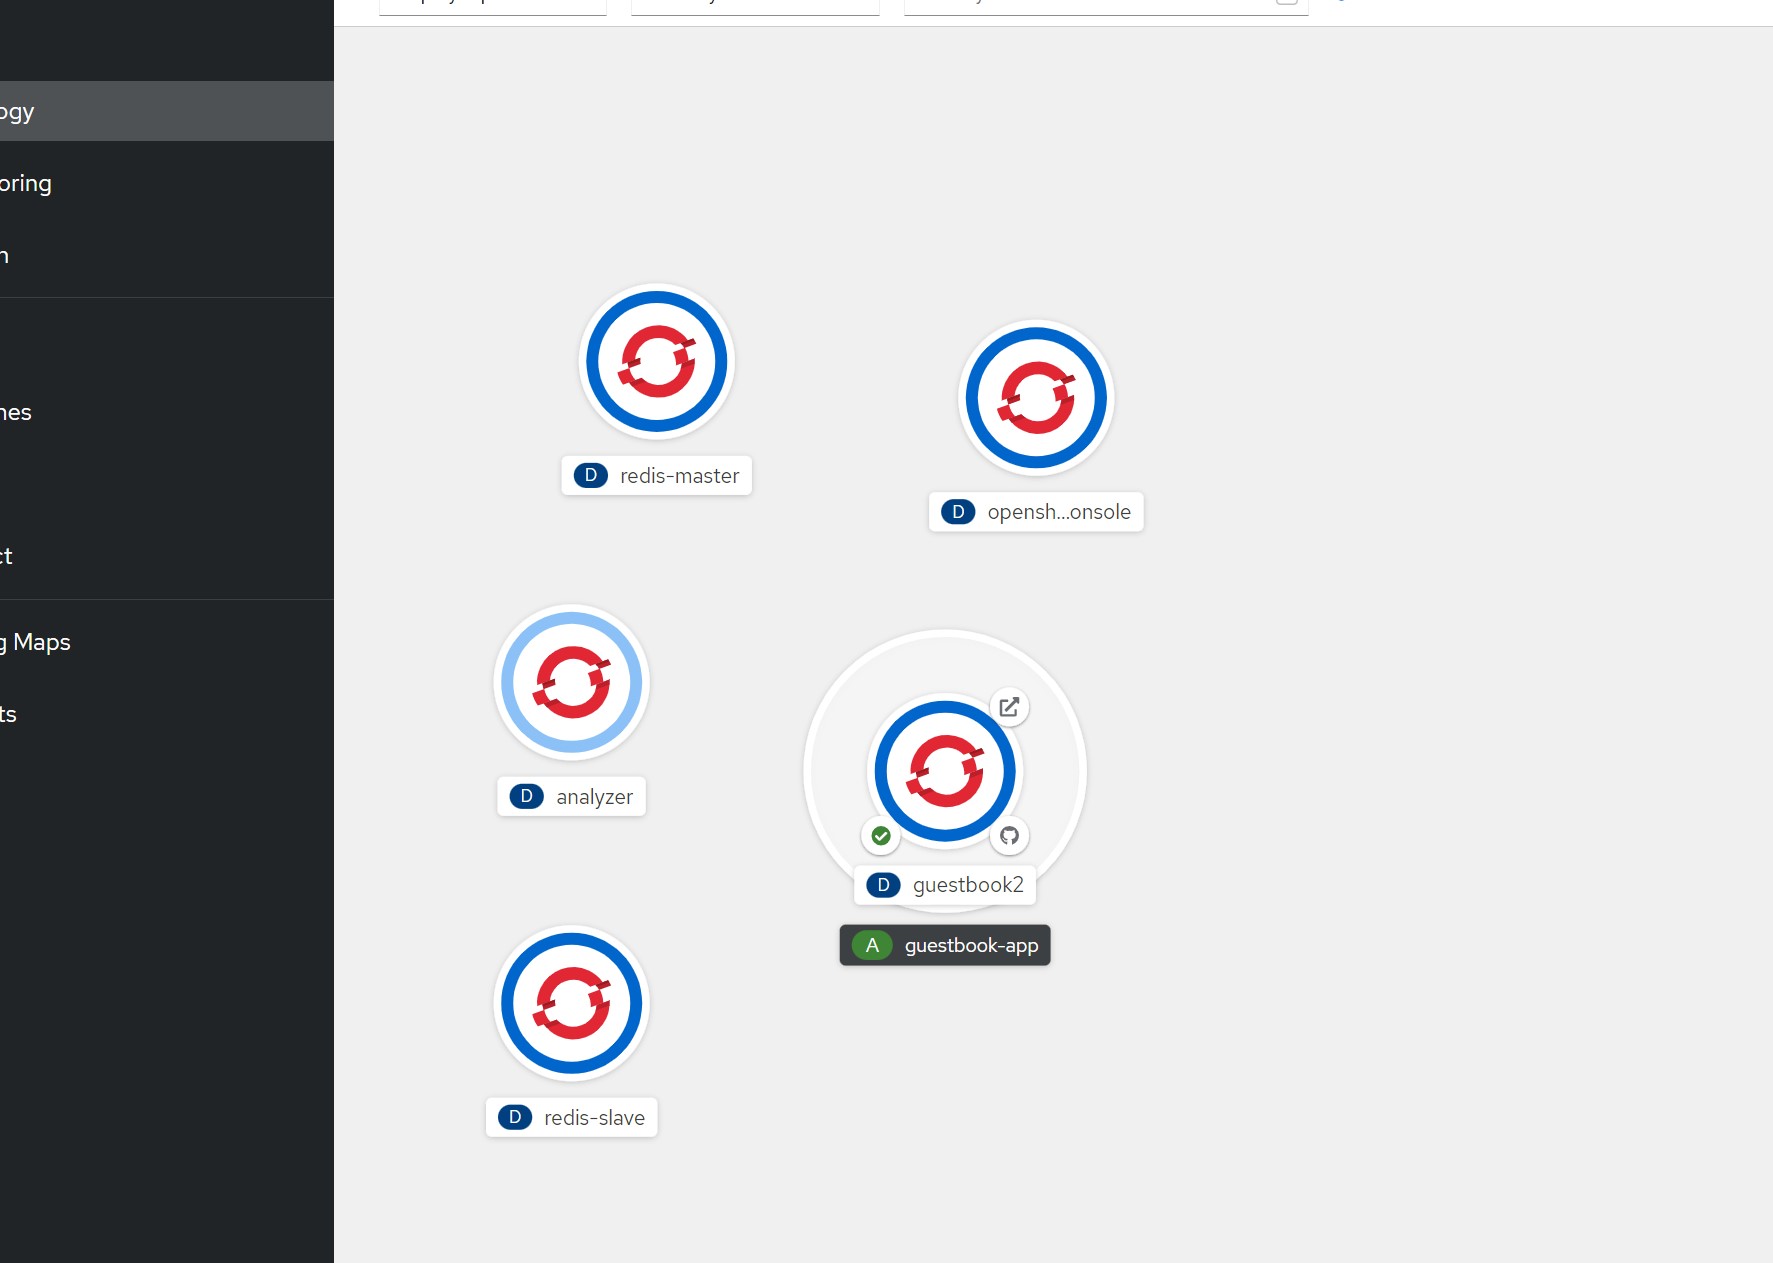 ogy
oring
n
nes
ct
g Maps
ts
D redis-master
D opensh...onsole
D analyzer
D guestbook2
A guestbook-app
D redis-slave